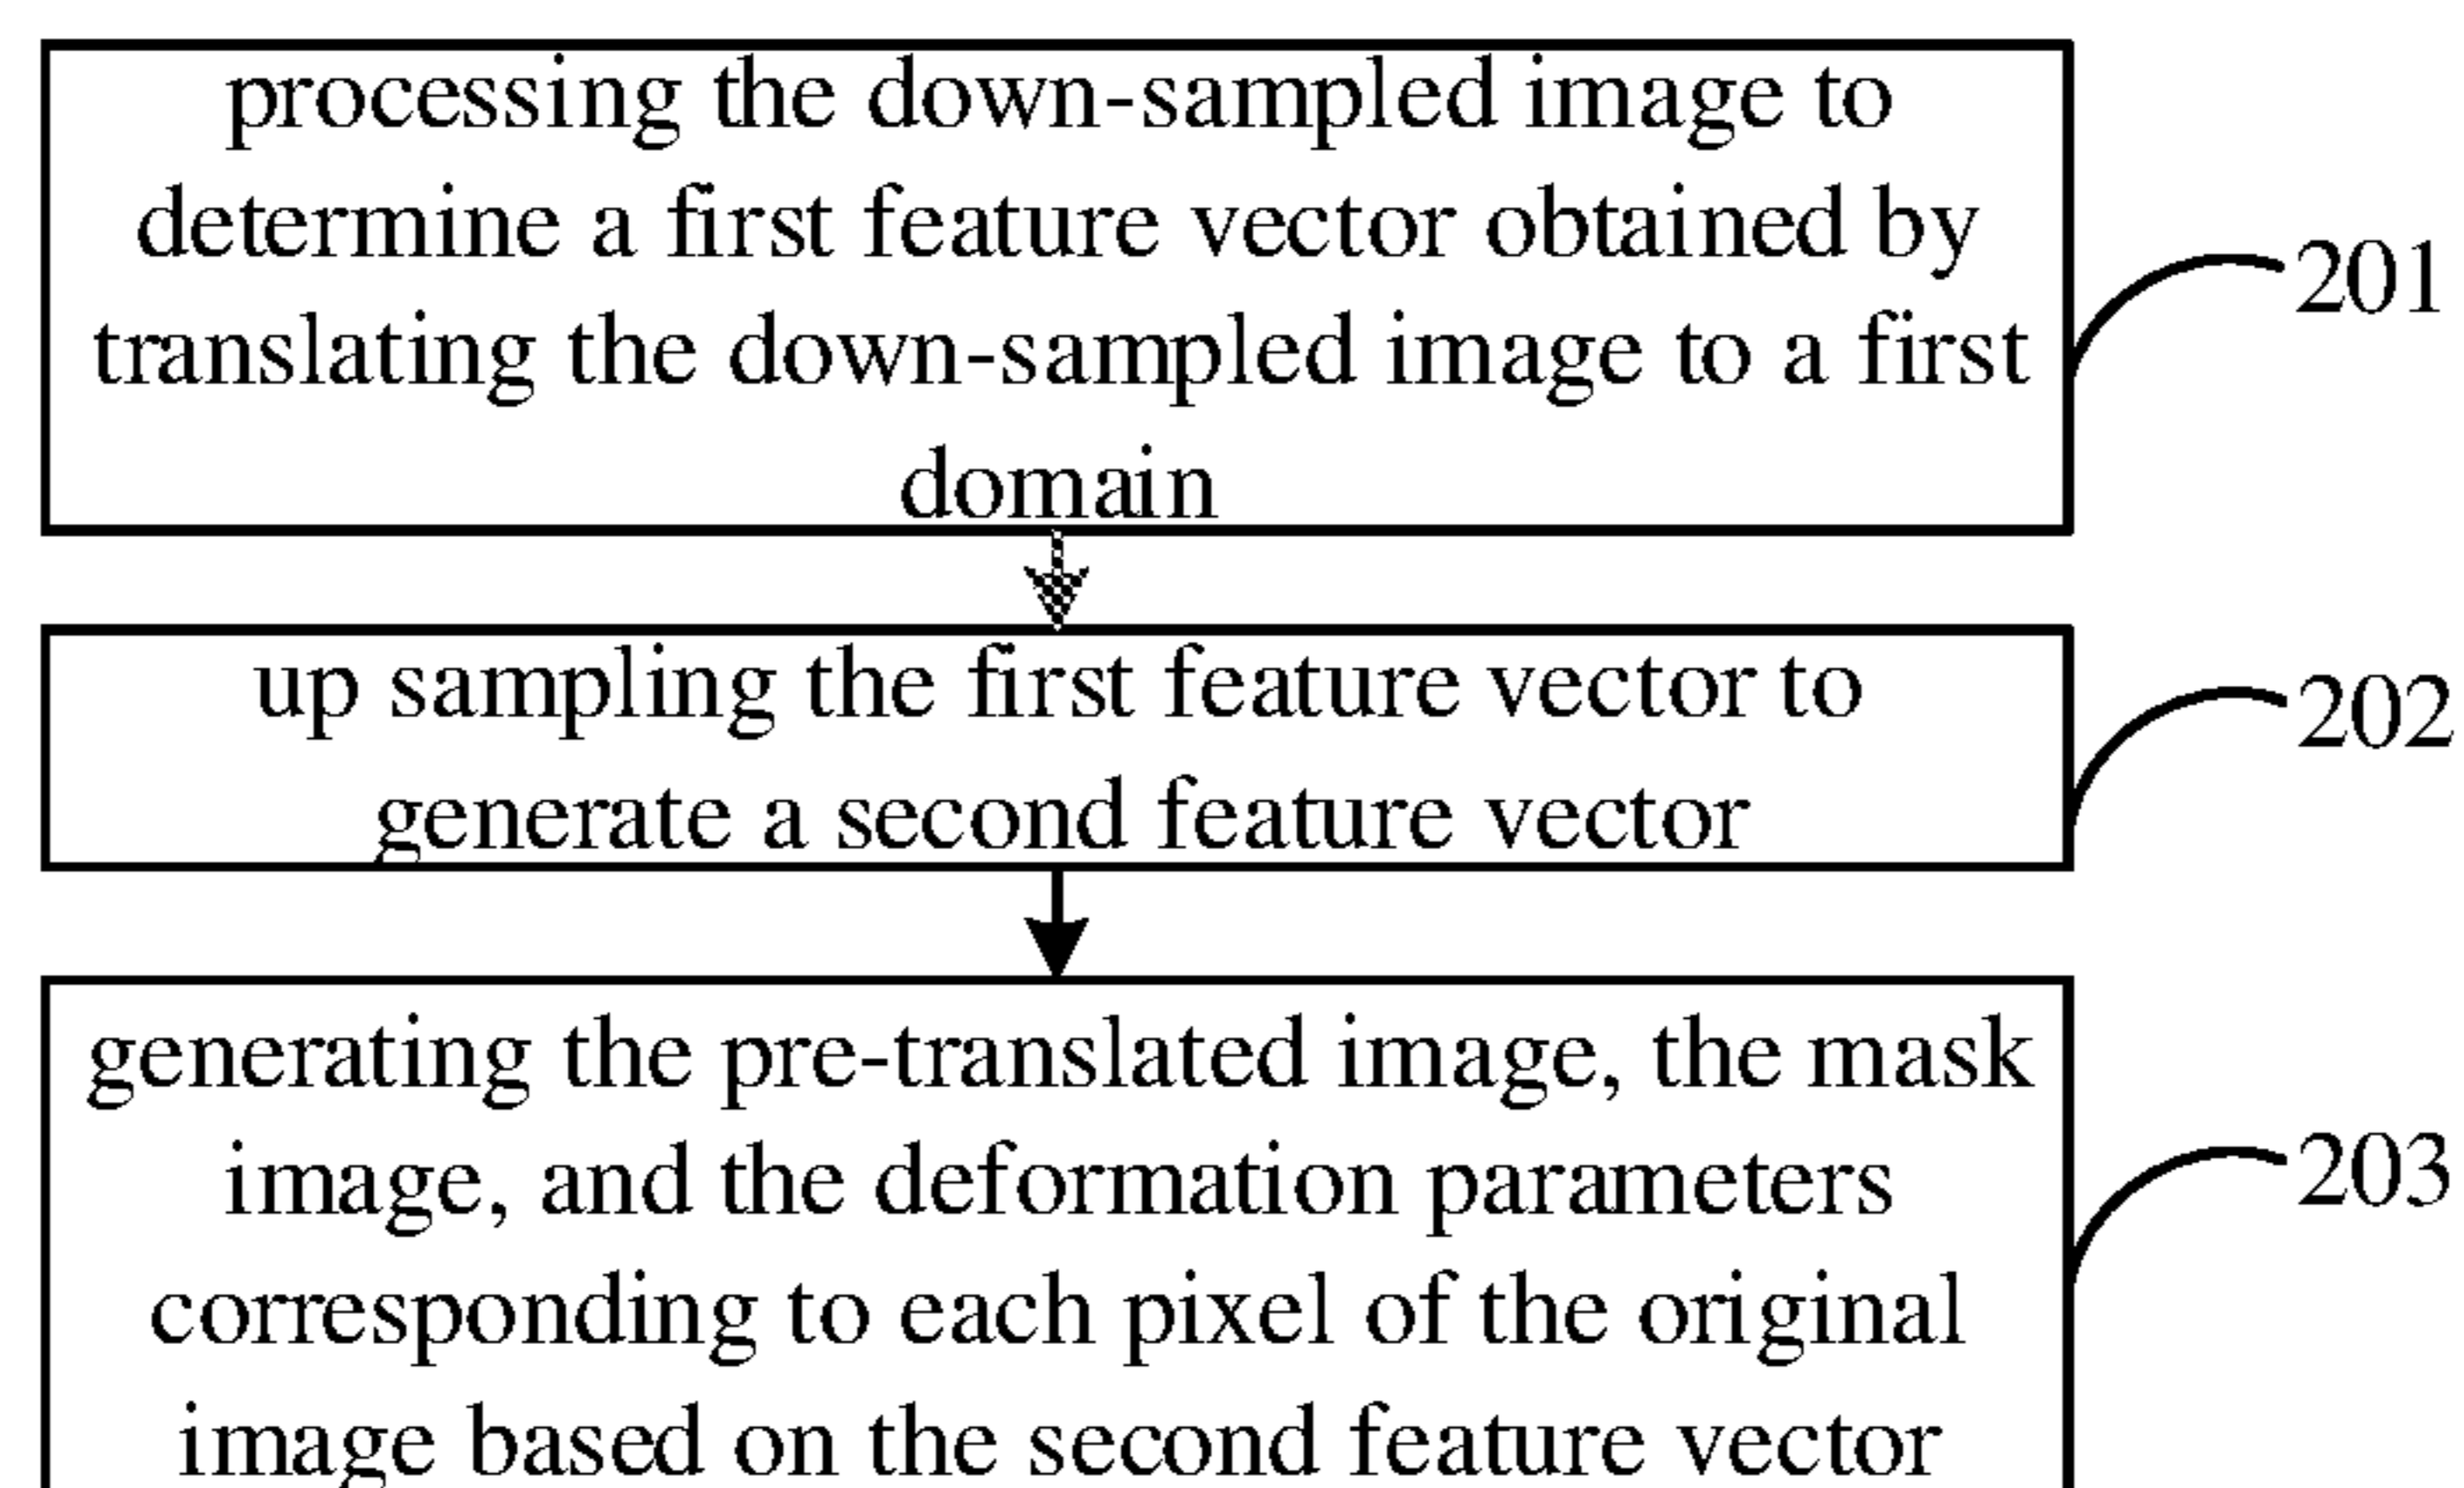 processing the down-sampled image to
determine a first feature vector obtained by
translating the down-sampled image to a first
domain
201
up sampling the first feature vector to
generate a second feature vector
202
generating the pre-translated image, the mask
image, and the deformation parameters
corresponding to each pixel of the original
image based on the second feature vector
203